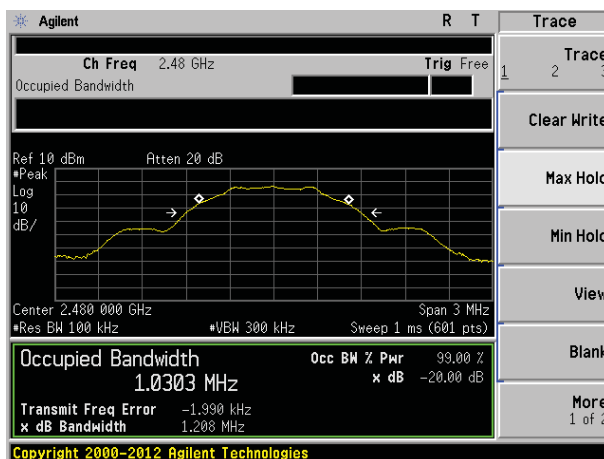 Agilent R T Trace
Ch Freq 2.48 GHz Trig Free
Occupied Bandwidth
Trace
1 2 3
Clear Write
Max Hold
Min Hold
View
Blank
More
1 of 2
Ref 10 dBm Atten 20 dB
#Peak
Log
10
dB/
Center 2.480 000 GHz Span 3 MHz
#Res BW 100 kHz #VBW 300 kHz Sweep 1 ms (601 pts)
Occupied Bandwidth Occ BW % Pwr 99.00 %
1.0303 MHz x dB -20.00 dB
Transmit Freq Error -1.990 kHz
x dB Bandwidth 1.208 MHz
Copyright 2000-2012 Agilent Technologies